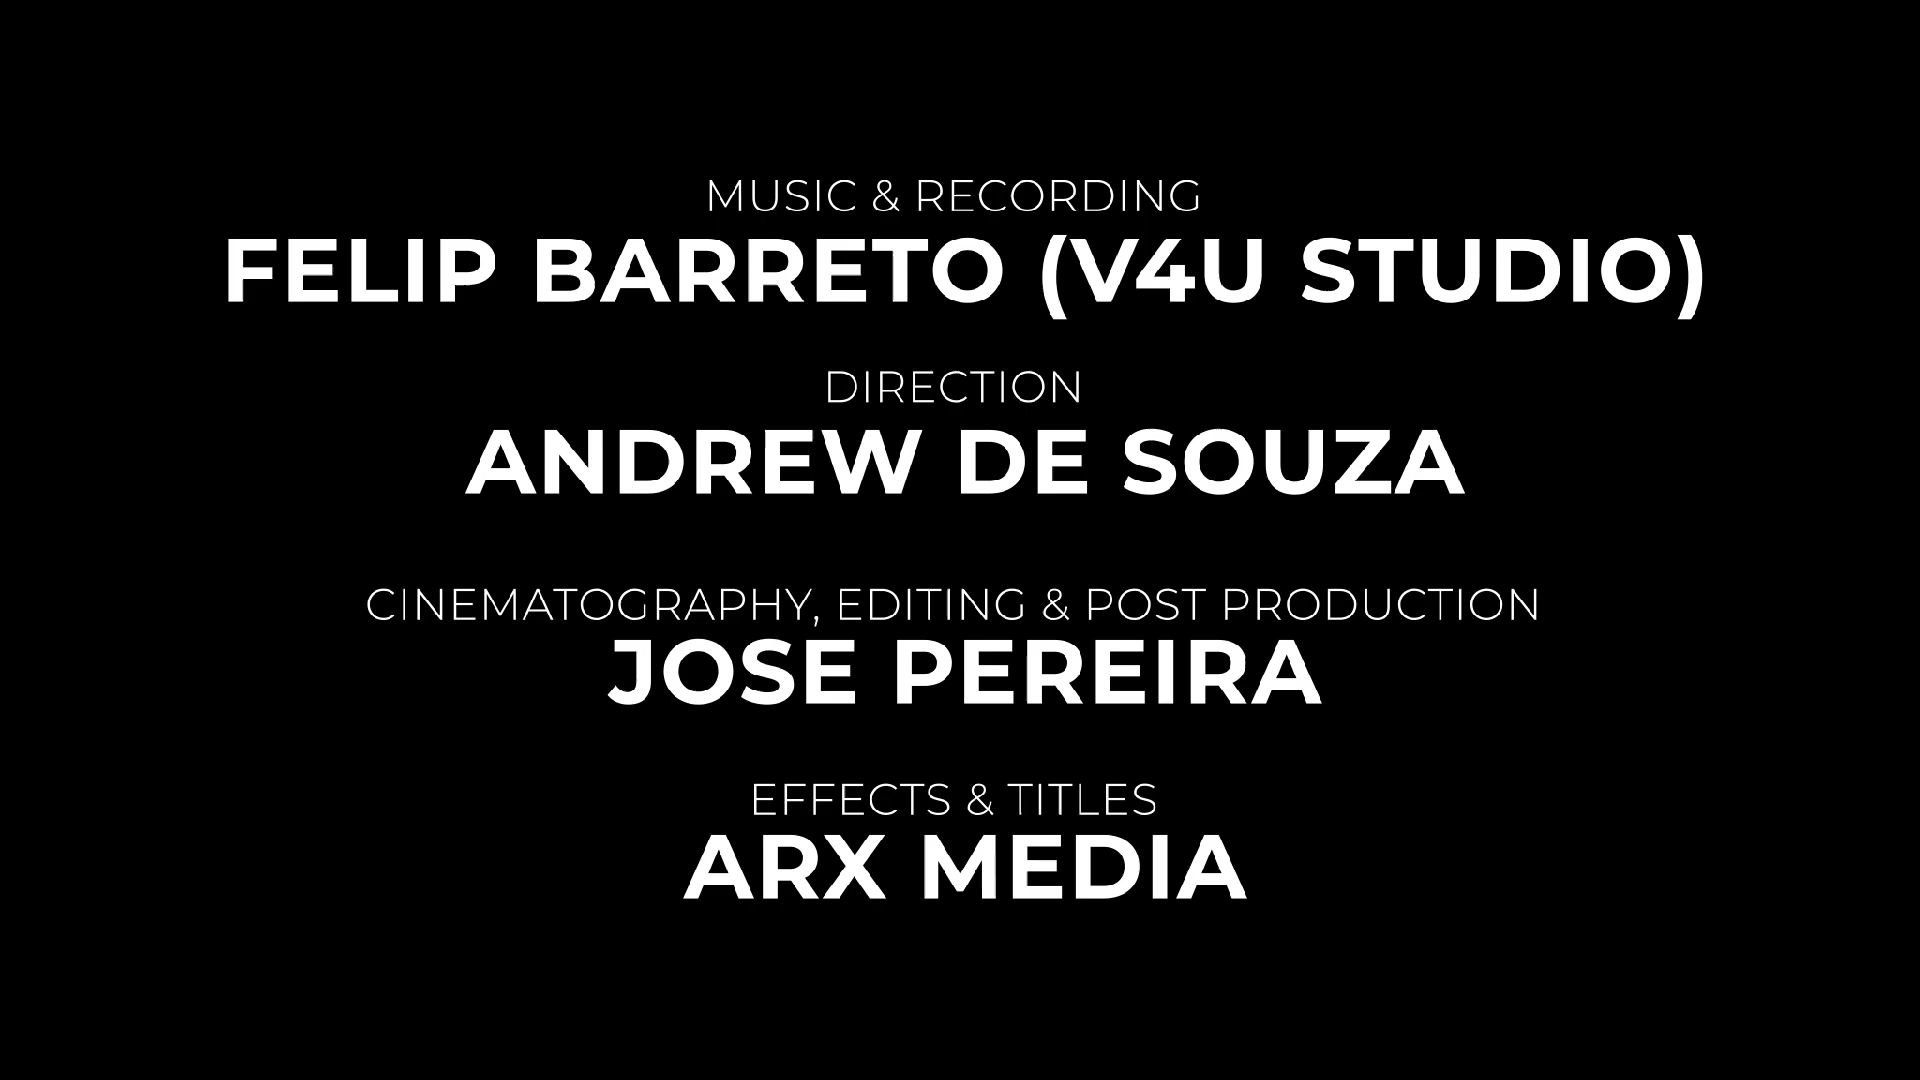 MUSIC & RECORDING
FELIP BARRETO (V4U STUDIO)
DIRECTION
ANDREW DE SOUZA
CINEMATOGRAPHY, EDITING & POST PRODUCTION
JOSE PEREIRA
EFFECTS & TITLES
ARX MEDIA